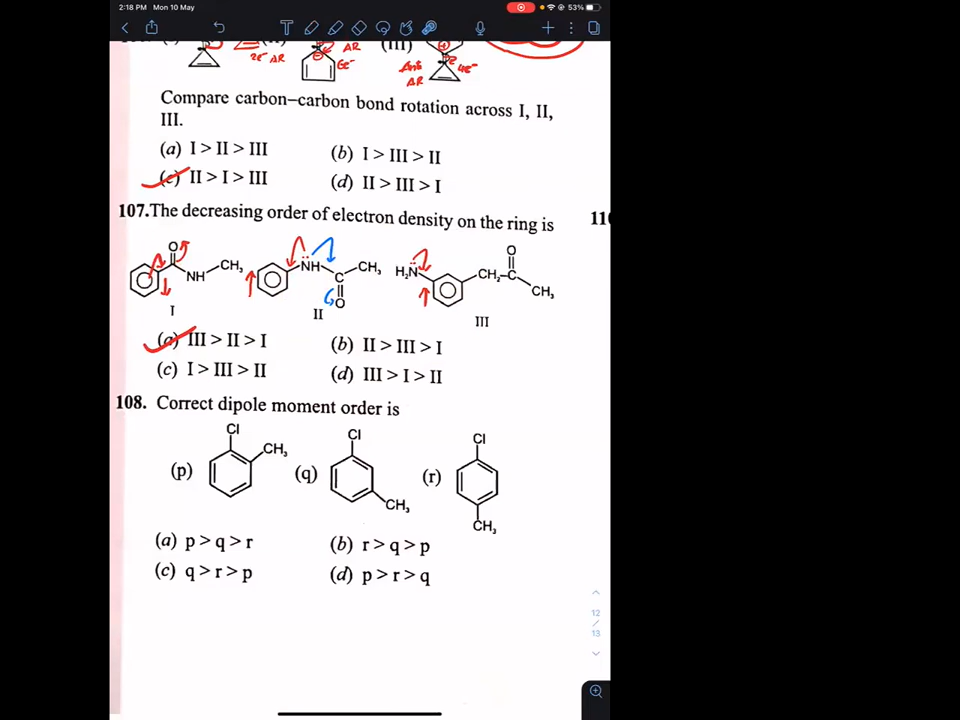 2:18 PM Mon 10 May
53%
(III)
2e⁻ AR
AR
6e⁻
Anti
AR
4e⁻
Compare carbon–carbon bond rotation across I, II,
III.
(a) I > II > III
(b) I > III > II
(c) II > I > III
(d) II > III > I
107.The decreasing order of electron density on the ring is
110
O
NH
CH₃
I
NH
CH₃
C
O
II
H₂N
CH₂
C
O
CH₃
III
(a) III > II > I
(b) II > III > I
(c) I > III > II
(d) III > I > II
108. Correct dipole moment order is
(p)
Cl
CH₃
(q)
Cl
CH₃
(r)
Cl
CH₃
(a) p > q > r
(b) r > q > p
(c) q > r > p
(d) p > r > q
12
/
13